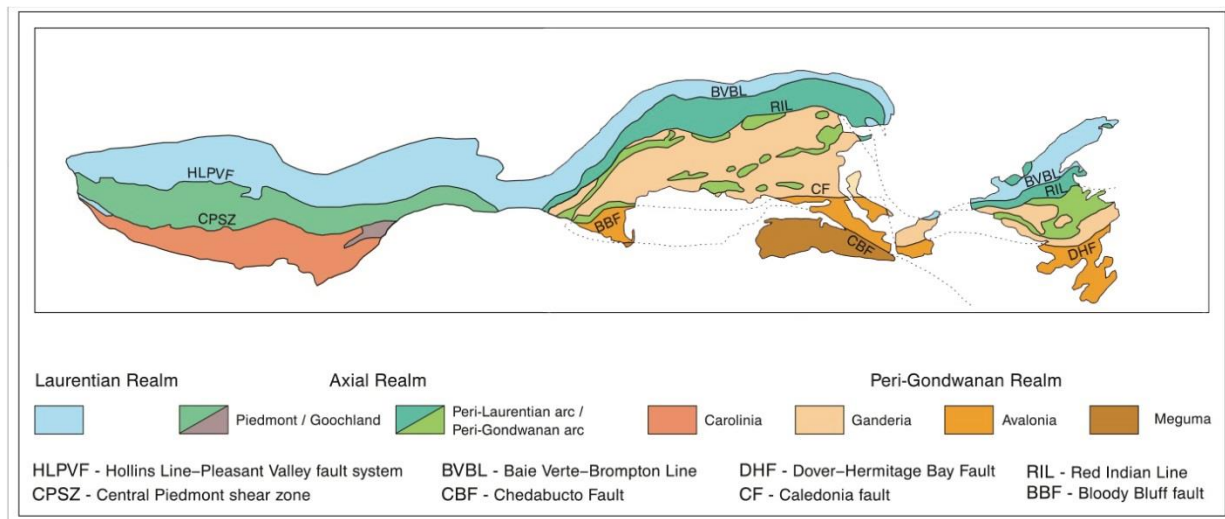 BVBL
RIL
HLPVF
CPSZ
BBF
CF
CBF
BVBL
RIL
DHF
Laurentian Realm
Axial Realm
Peri-Gondwanan Realm
Piedmont / Goochland
Peri-Laurentian arc /
Peri-Gondwanan arc
Carolinia
Ganderia
Avalonia
Meguma
HLPVF - Hollins Line–Pleasant Valley fault system
BVBL - Baie Verte–Brompton Line
DHF - Dover–Hermitage Bay Fault
RIL - Red Indian Line
CPSZ - Central Piedmont shear zone
CBF - Chedabucto Fault
CF - Caledonia fault
BBF - Bloody Bluff fault